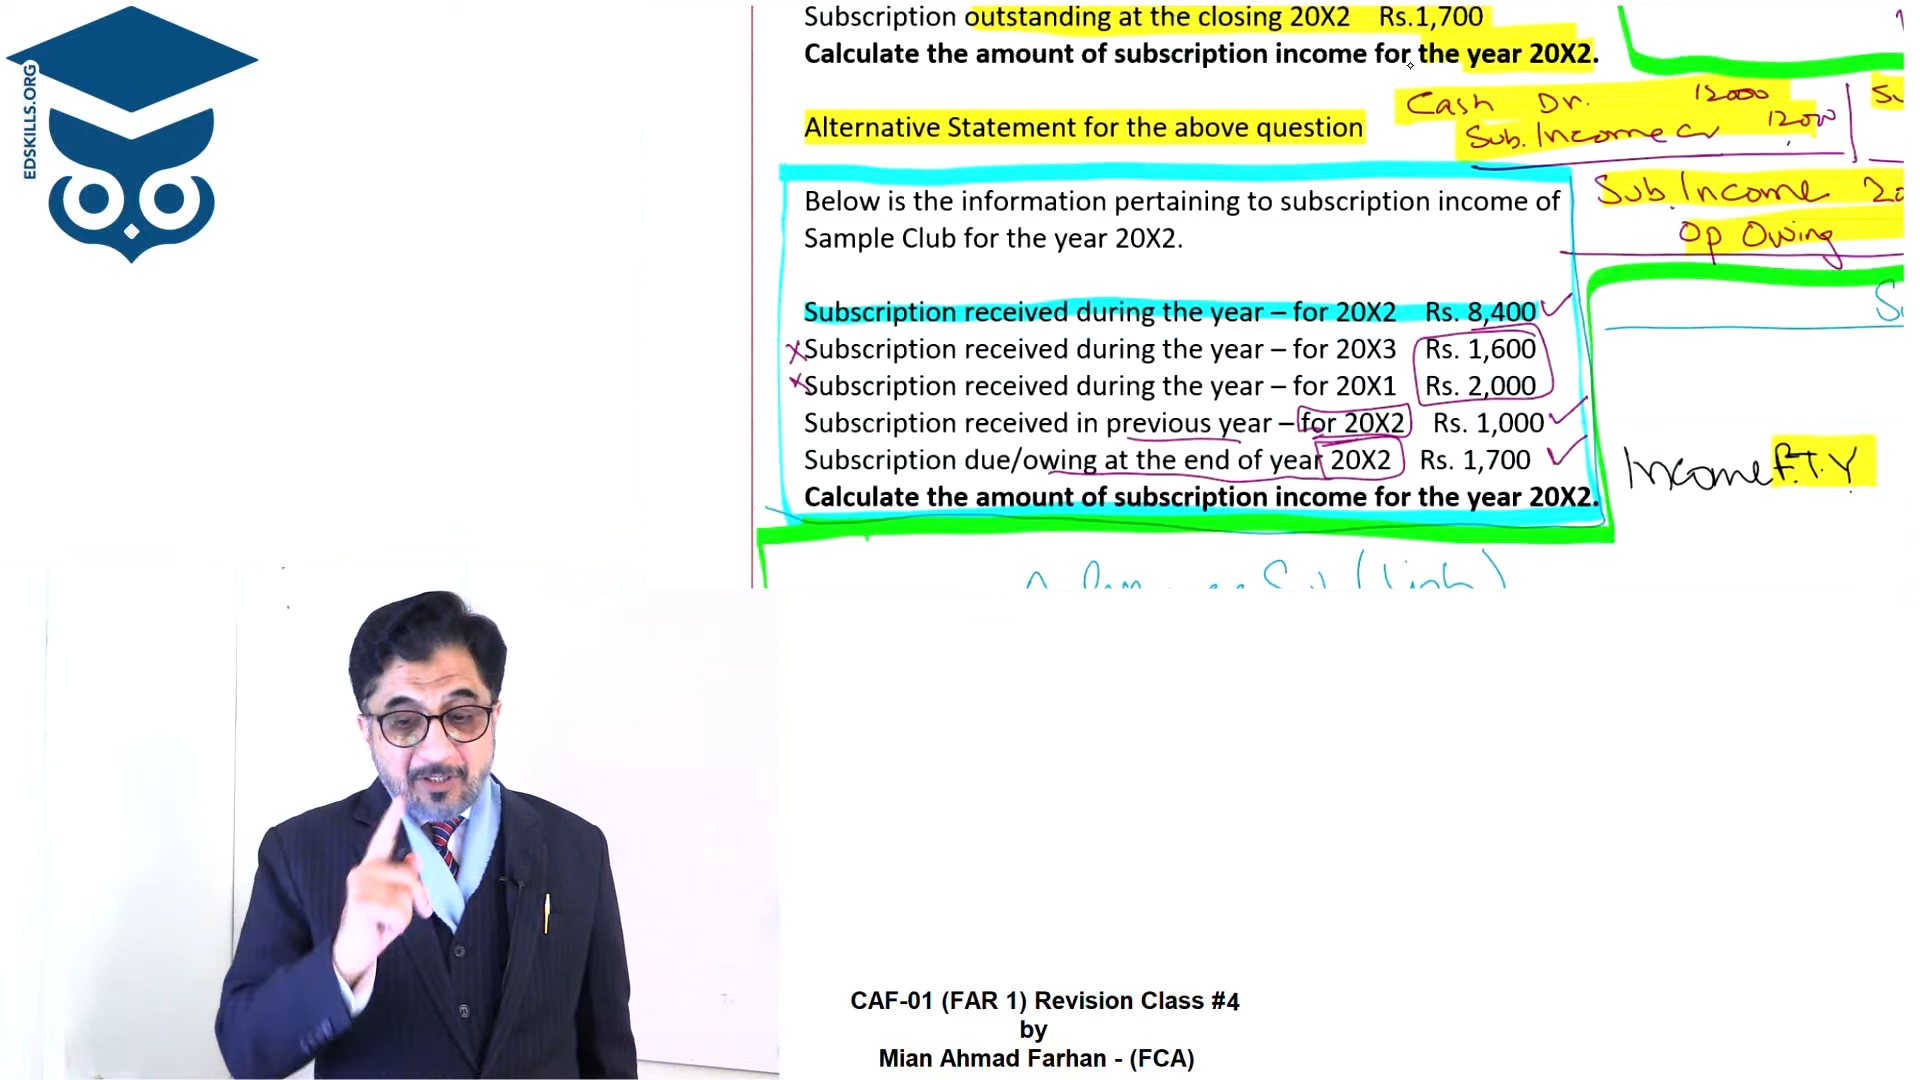 EDSKILLS.ORG
Subscription outstanding at the closing 20X2 Rs.1,700
Calculate the amount of subscription income for the year 20X2.
Cash Dr. 12000
Sub. Income Cr 12000
Alternative Statement for the above question
Below is the information pertaining to subscription income of
Sample Club for the year 20X2.
Sub. Income 20
Op Owing
Subscription received during the year – for 20X2 Rs. 8,400
Subscription received during the year – for 20X3 Rs. 1,600
Subscription received during the year – for 20X1 Rs. 2,000
Subscription received in previous year – for 20X2 Rs. 1,000
Subscription due/owing at the end of year 20X2 Rs. 1,700
Calculate the amount of subscription income for the year 20X2.
Income F.T.Y
CAF-01 (FAR 1) Revision Class #4
by
Mian Ahmad Farhan - (FCA)